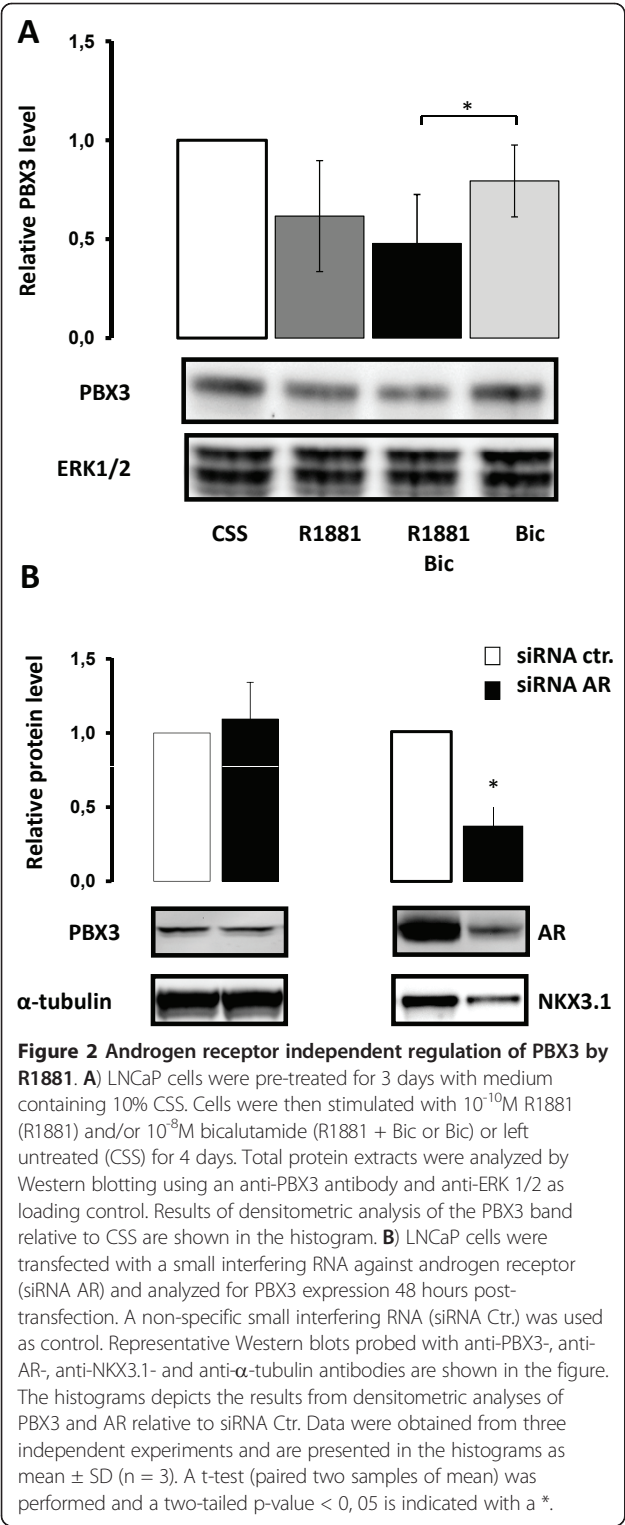 A
1,5
1,0
0,5
0,0
Relative PBX3 level
*
PBX3
ERK1/2
CSS R1881 R1881 Bic
Bic
B
1,5
1,0
0,5
0,0
Relative protein level
siRNA ctr.
siRNA AR
*
PBX3
AR
α-tubulin
NKX3.1
Figure 2 Androgen receptor independent regulation of PBX3 by
R1881. A) LNCaP cells were pre-treated for 3 days with medium
containing 10% CSS. Cells were then stimulated with 10⁻¹⁰M R1881
(R1881) and/or 10⁻⁸M bicalutamide (R1881 + Bic or Bic) or left
untreated (CSS) for 4 days. Total protein extracts were analyzed by
Western blotting using an anti-PBX3 antibody and anti-ERK 1/2 as
loading control. Results of densitometric analysis of the PBX3 band
relative to CSS are shown in the histogram. B) LNCaP cells were
transfected with a small interfering RNA against androgen receptor
(siRNA AR) and analyzed for PBX3 expression 48 hours post-
transfection. A non-specific small interfering RNA (siRNA Ctr.) was used
as control. Representative Western blots probed with anti-PBX3-, anti-
AR-, anti-NKX3.1- and anti-α-tubulin antibodies are shown in the figure.
The histograms depicts the results from densitometric analyses of
PBX3 and AR relative to siRNA Ctr. Data were obtained from three
independent experiments and are presented in the histograms as
mean ± SD (n = 3). A t-test (paired two samples of mean) was
performed and a two-tailed p-value < 0, 05 is indicated with a *.